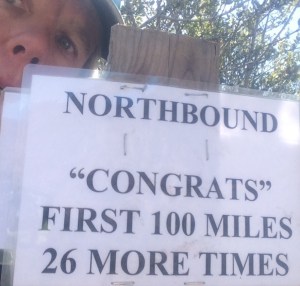 NORTHBOUND
“CONGRATS”
FIRST 100 MILES
26 MORE TIMES